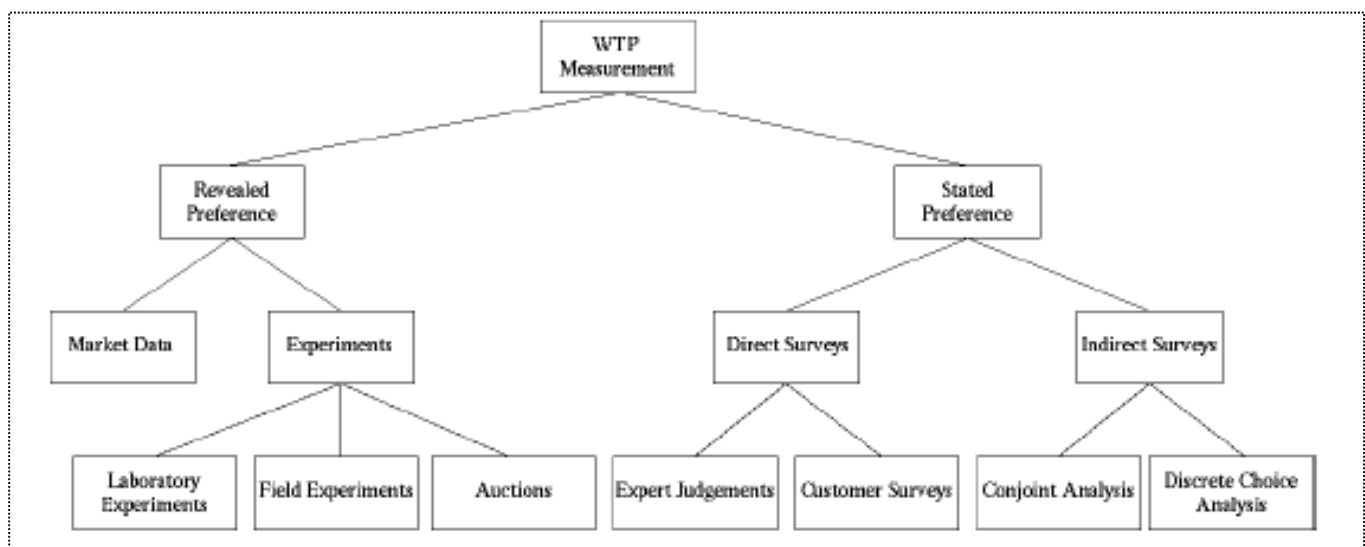 WTP
Measurement
Revealed
Preference
Stated
Preference
Market Data
Experiments
Direct Surveys
Indirect Surveys
Laboratory
Experiments
Field Experiments
Auctions
Expert Judgements
Customer Surveys
Conjoint Analysis
Discrete Choice
Analysis